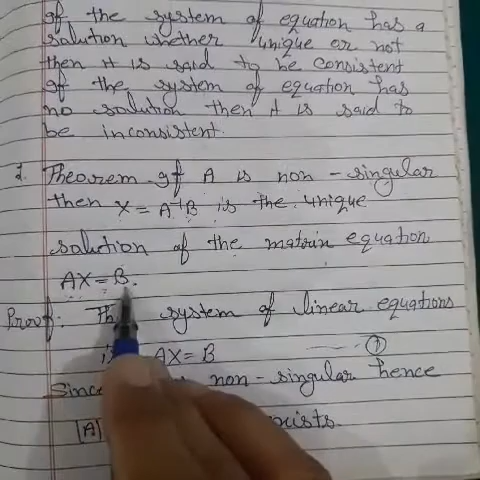 If the system of equation has a
solution whether unique or not
then it is said to be consistent
If the system of equation has
no solution then it is said to
be inconsistent.
1. Theorem If A is non-singular
then X = A⁻¹B is the unique
solution of the matrix equation
AX = B.
Proof: system of linear equations
AX = B ①
Since non-singular hence
|A| exists.